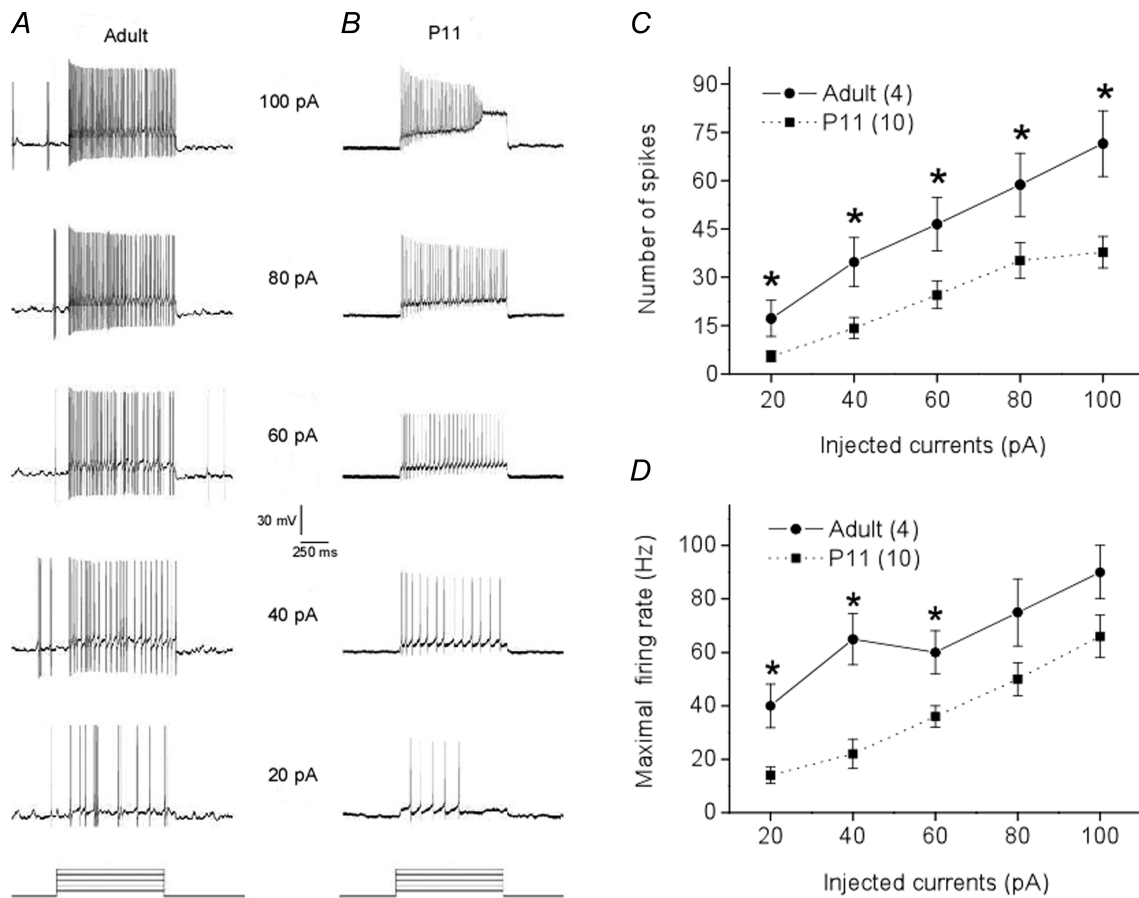 A
Adult
B
P11
100 pA
80 pA
60 pA
30 mV
250 ms
40 pA
20 pA
C
Adult (4)
P11 (10)
* * * * *
Number of spikes
90
75
60
45
30
15
0
20 40 60 80 100
Injected currents (pA)
D
Adult (4)
P11 (10)
* * *
Maximal firing rate (Hz)
100
80
60
40
20
0
20 40 60 80 100
Injected currents (pA)